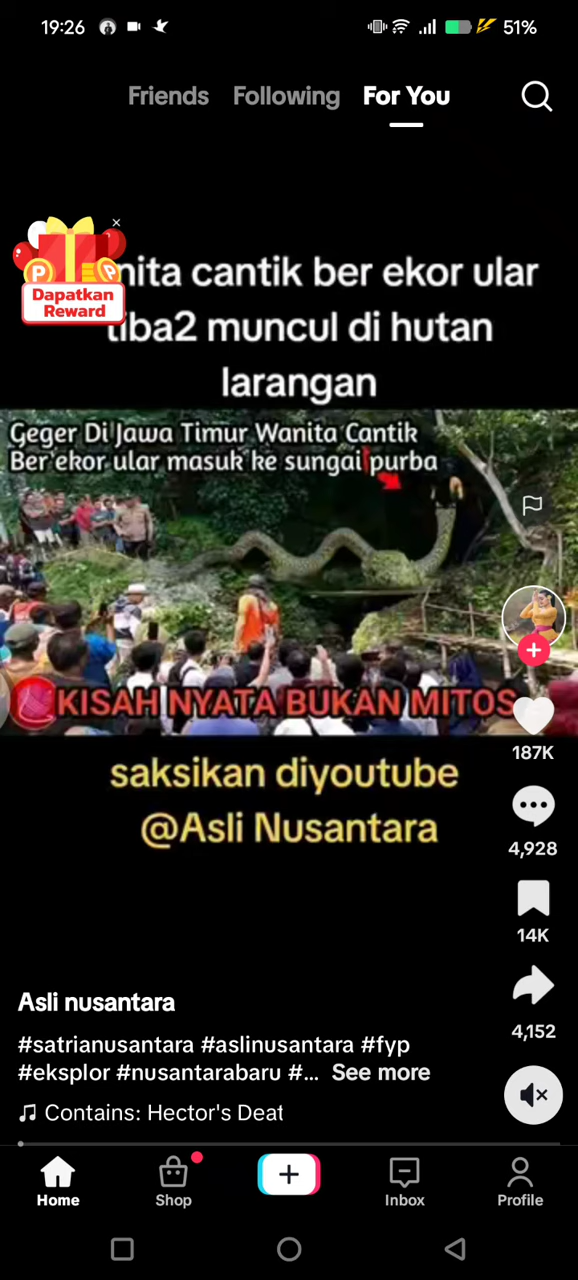 19:26
51%
Friends Following For You
Dapatkan
Reward
nita cantik ber ekor ular
tiba2 muncul di hutan
larangan
Geger Di Jawa Timur Wanita Cantik
Ber'ekor ular masuk ke sungai purba
KISAH NYATA BUKAN MITOS
saksikan diyoutube
@Asli Nusantara
187K
4,928
14K
4,152
Asli nusantara
#satrianusantara #aslinusantara #fyp
#eksplor #nusantarabaru #... See more
Contains: Hector's Deat
Home Shop Inbox Profile